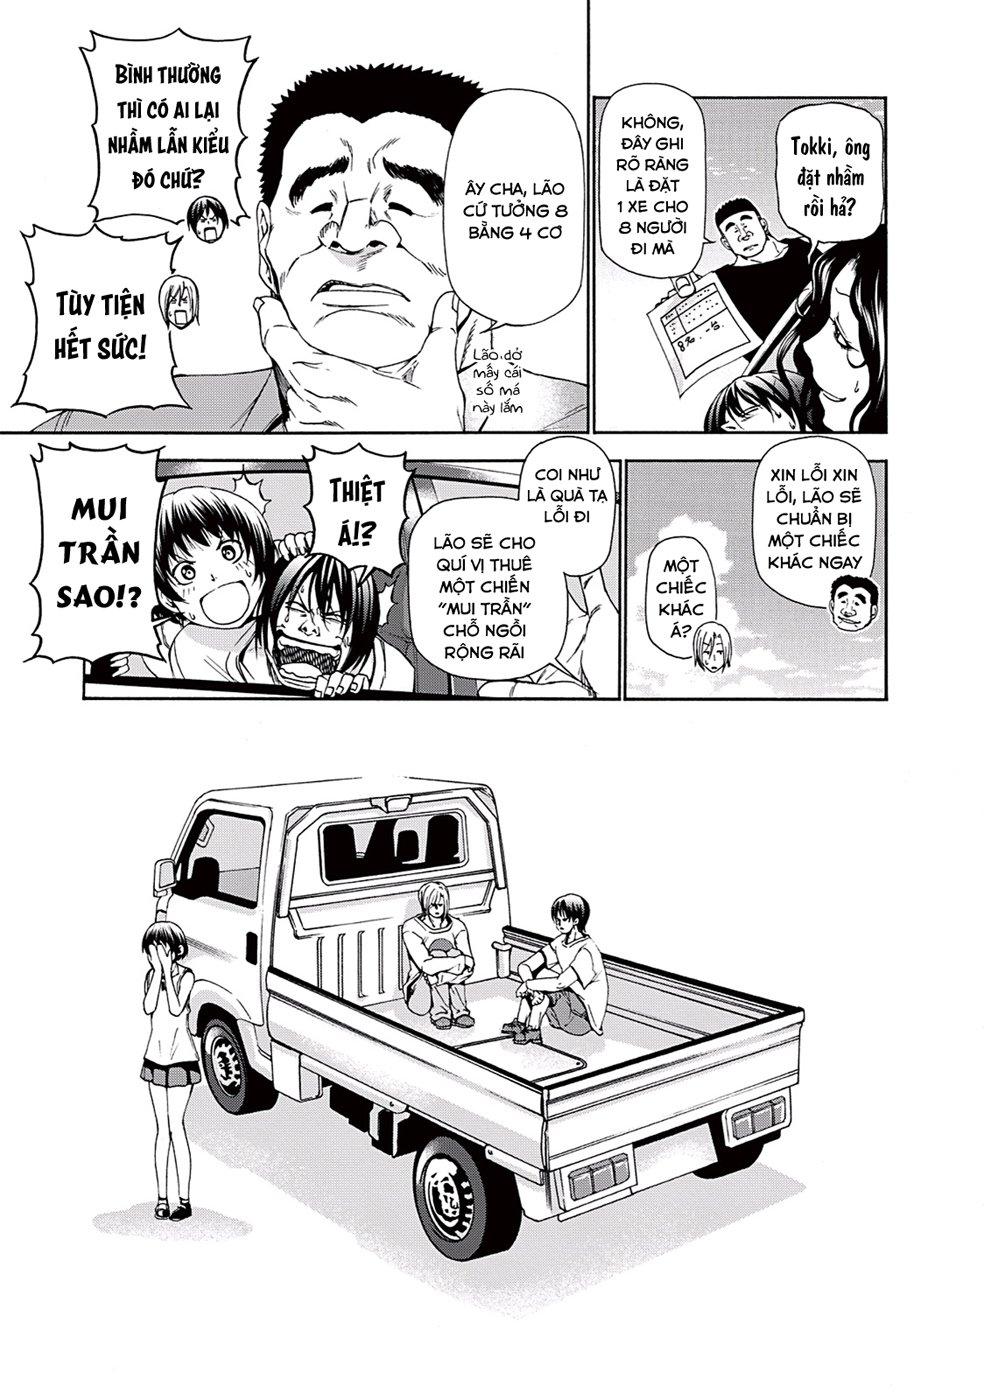 Tokki, ông
đặt nhầm
rồi hả?
KHÔNG,
ĐÂY GHI
RÕ RÀNG
LÀ ĐẶT
1 XE CHO
8 NGƯỜI
ĐI MÀ
ÂY CHA, LÃO
CỨ TƯỞNG 8
BẰNG 4 CƠ
Lão dở
mấy cái
số má
này lắm
BÌNH THƯỜNG
THÌ CÓ AI LẠI
NHẦM LẪN KIỂU
ĐÓ CHỨ?
TÙY TIỆN
HẾT SỨC!
XIN LỖI XIN
LỖI, LÃO SẼ
CHUẨN BỊ
MỘT CHIẾC
KHÁC NGAY
MỘT
CHIẾC
KHÁC
Á?
COI NHƯ
LÀ QUÀ TẠ
LỖI ĐI
LÃO SẼ CHO
QUÍ VỊ THUÊ
MỘT CHIẾN
"MUI TRẦN"
CHỖ NGỒI
RỘNG RÃI
THIỆT
Á!?
MUI
TRẦN
SAO!?